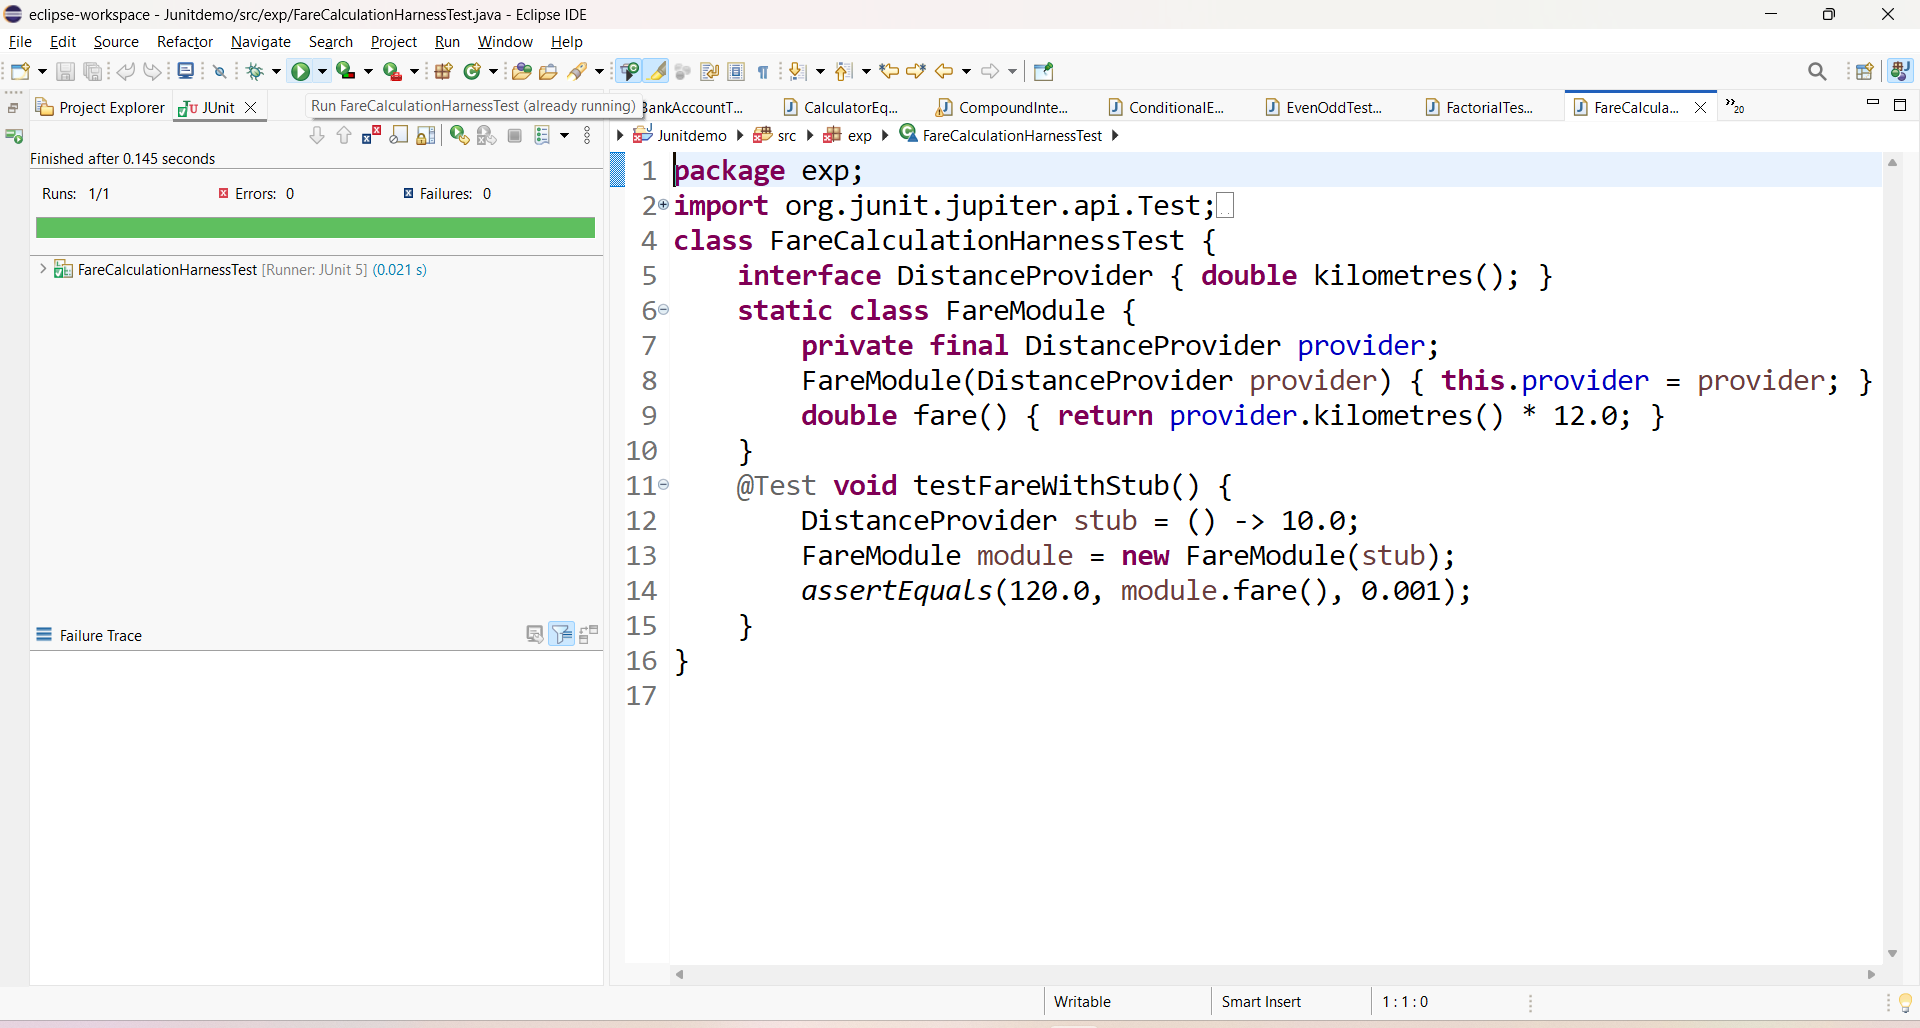 eclipse-workspace - Junitdemo/src/exp/FareCalculationHarnessTest.java - Eclipse IDE
File Edit Source Refactor Navigate Search Project Run Window Help
Project Explorer JUnit
Run FareCalculationHarnessTest (already running)
BankAccountT... CalculatorEq... CompoundInte... ConditionalE... EvenOddTest... FactorialTes... FareCalcula... »20
Junitdemo src exp FareCalculationHarnessTest
Finished after 0.145 seconds
Runs: 1/1 Errors: 0 Failures: 0
FareCalculationHarnessTest [Runner: JUnit 5] (0.021 s)
Failure Trace
1 package exp;
2 import org.junit.jupiter.api.Test;
4 class FareCalculationHarnessTest {
5 interface DistanceProvider { double kilometres(); }
6 static class FareModule {
7 private final DistanceProvider provider;
8 FareModule(DistanceProvider provider) { this.provider = provider; }
9 double fare() { return provider.kilometres() * 12.0; }
10 }
11 @Test void testFareWithStub() {
12 DistanceProvider stub = () -> 10.0;
13 FareModule module = new FareModule(stub);
14 assertEquals(120.0, module.fare(), 0.001);
15 }
16 }
17
Writable Smart Insert 1 : 1 : 0